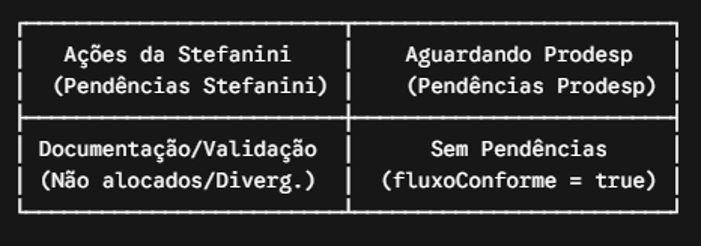 Ações da Stefanini
(Pendências Stefanini)
Aguardando Prodesp
(Pendências Prodesp)
Documentação/Validação
(Não alocados/Diverg.)
Sem Pendências
(fluxoConforme = true)